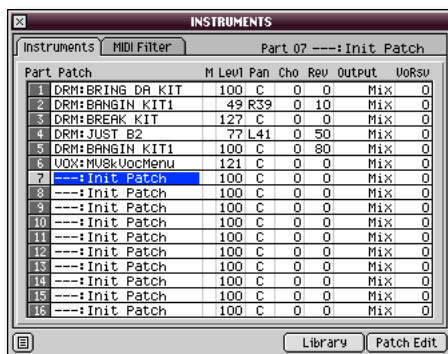 INSTRUMENTS
Instruments MIDI Filter Part 07 ---:Init Patch
Part Patch M Levl Pan Cho Rev Output VoRsv
1 DRM:BRING DA KIT 100 C 0 0 Mix 0
2 DRM:BANGIN KIT1 49 R39 0 10 Mix 0
3 DRM:BREAK KIT 127 C 0 0 Mix 0
4 DRM:JUST B2 77 L41 0 50 Mix 0
5 DRM:BANGIN KIT1 100 C 0 80 Mix 0
6 VOX:MV8kVocMenu 121 C 0 0 Mix 0
7 ---:Init Patch 100 C 0 0 Mix 0
8 ---:Init Patch 100 C 0 0 Mix 0
9 ---:Init Patch 100 C 0 0 Mix 0
10 ---:Init Patch 100 C 0 0 Mix 0
11 ---:Init Patch 100 C 0 0 Mix 0
12 ---:Init Patch 100 C 0 0 Mix 0
13 ---:Init Patch 100 C 0 0 Mix 0
14 ---:Init Patch 100 C 0 0 Mix 0
15 ---:Init Patch 100 C 0 0 Mix 0
16 ---:Init Patch 100 C 0 0 Mix 0
Library Patch Edit